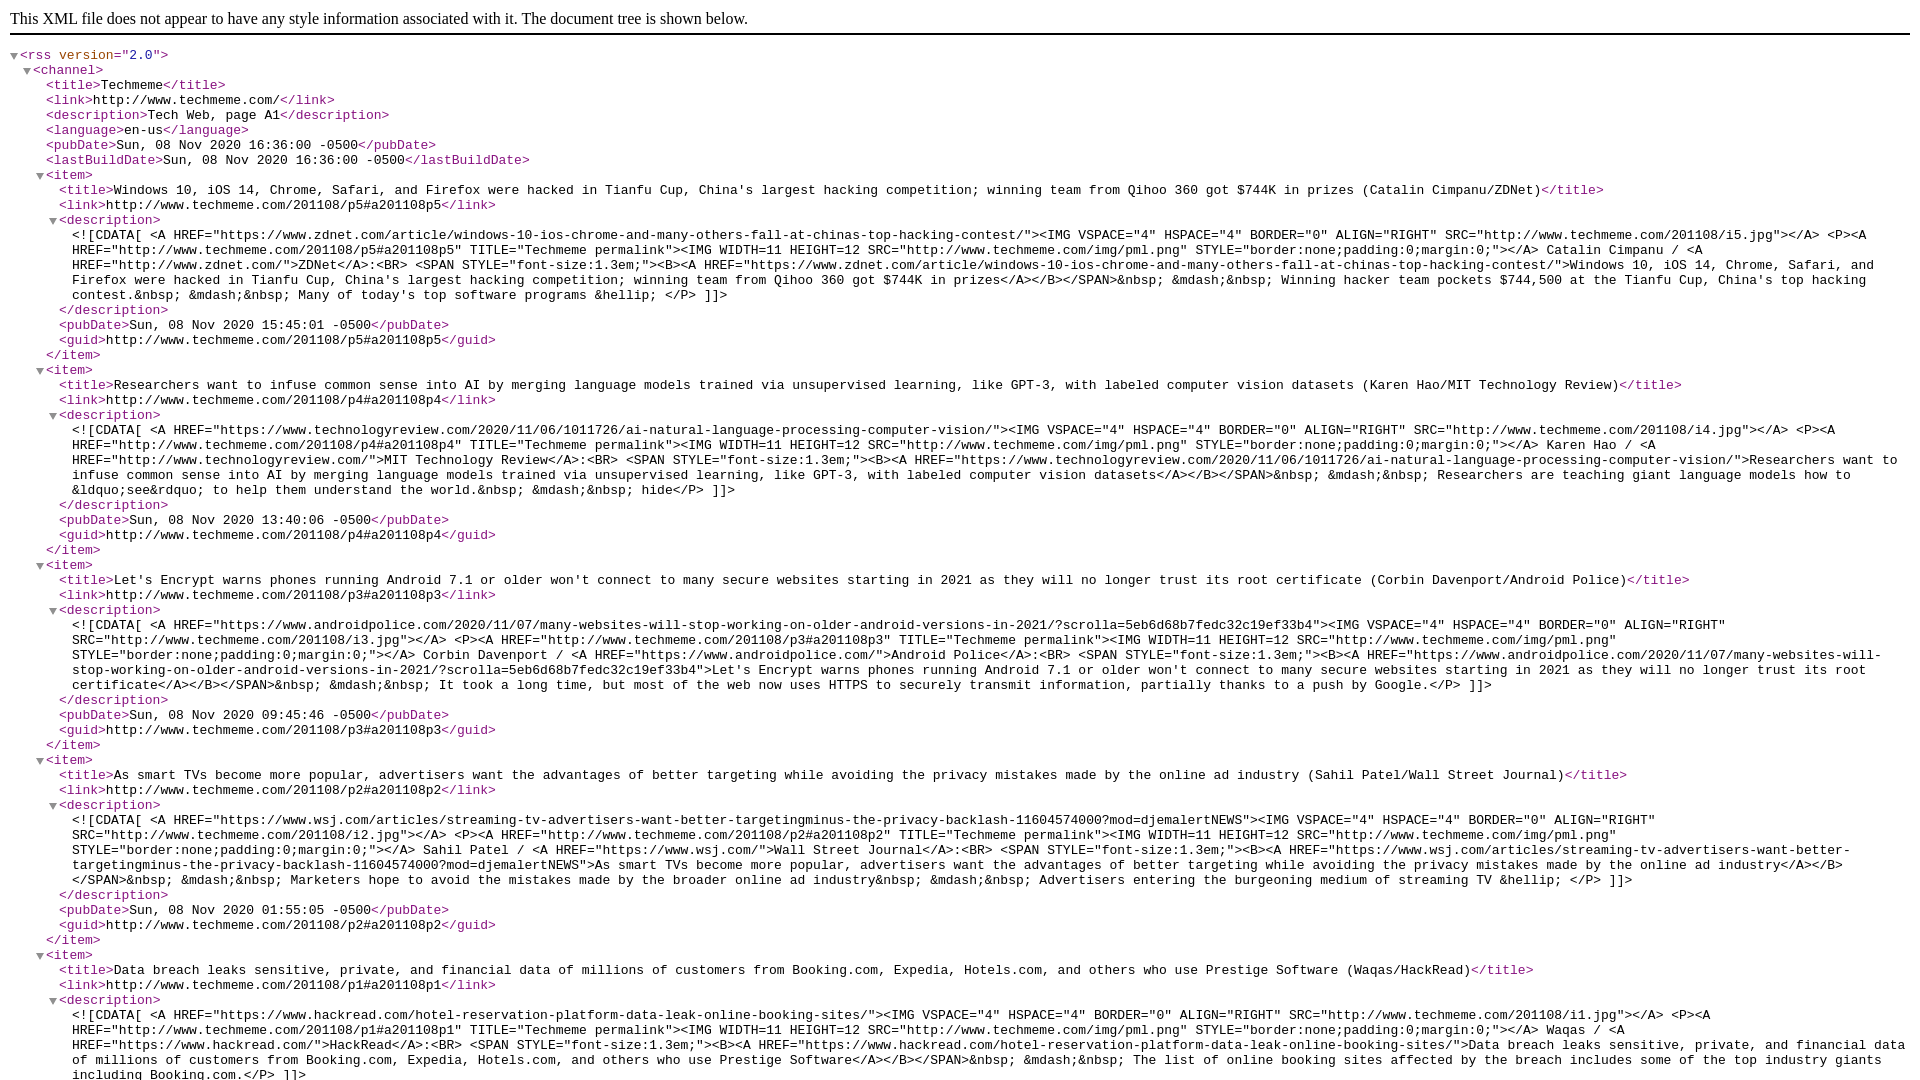 This XML file does not appear to have any style information associated with it. The document tree is shown below.
<rss version="2.0">
<channel>
<title>Techmeme</title>
<link>http://www.techmeme.com/</link>
<description>Tech Web, page A1</description>
<language>en-us</language>
<pubDate>Sun, 08 Nov 2020 16:36:00 -0500</pubDate>
<lastBuildDate>Sun, 08 Nov 2020 16:36:00 -0500</lastBuildDate>
<item>
<title>Windows 10, iOS 14, Chrome, Safari, and Firefox were hacked in Tianfu Cup, China's largest hacking competition; winning team from Qihoo 360 got $744K in prizes (Catalin Cimpanu/ZDNet)</title>
<link>http://www.techmeme.com/201108/p5#a201108p5</link>
<description>
<![CDATA[ <A HREF="https://www.zdnet.com/article/windows-10-ios-chrome-and-many-others-fall-at-chinas-top-hacking-contest/"><IMG VSPACE="4" HSPACE="4" BORDER="0" ALIGN="RIGHT" SRC="http://www.techmeme.com/201108/i5.jpg"></A> <P><A
HREF="http://www.techmeme.com/201108/p5#a201108p5" TITLE="Techmeme permalink"><IMG WIDTH=11 HEIGHT=12 SRC="http://www.techmeme.com/img/pml.png" STYLE="border:none;padding:0;margin:0;"></A> Catalin Cimpanu / <A
HREF="http://www.zdnet.com/">ZDNet</A>:<BR> <SPAN STYLE="font-size:1.3em;"><B><A HREF="https://www.zdnet.com/article/windows-10-ios-chrome-and-many-others-fall-at-chinas-top-hacking-contest/">Windows 10, iOS 14, Chrome, Safari, and
Firefox were hacked in Tianfu Cup, China's largest hacking competition; winning team from Qihoo 360 got $744K in prizes</A></B></SPAN>&nbsp; &mdash;&nbsp; Winning hacker team pockets $744,500 at the Tianfu Cup, China's top hacking
contest.&nbsp; &mdash;&nbsp; Many of today's top software programs &hellip; </P> ]]>
</description>
<pubDate>Sun, 08 Nov 2020 15:45:01 -0500</pubDate>
<guid>http://www.techmeme.com/201108/p5#a201108p5</guid>
</item>
<item>
<title>Researchers want to infuse common sense into AI by merging language models trained via unsupervised learning, like GPT-3, with labeled computer vision datasets (Karen Hao/MIT Technology Review)</title>
<link>http://www.techmeme.com/201108/p4#a201108p4</link>
<description>
<![CDATA[ <A HREF="https://www.technologyreview.com/2020/11/06/1011726/ai-natural-language-processing-computer-vision/"><IMG VSPACE="4" HSPACE="4" BORDER="0" ALIGN="RIGHT" SRC="http://www.techmeme.com/201108/i4.jpg"></A> <P><A
HREF="http://www.techmeme.com/201108/p4#a201108p4" TITLE="Techmeme permalink"><IMG WIDTH=11 HEIGHT=12 SRC="http://www.techmeme.com/img/pml.png" STYLE="border:none;padding:0;margin:0;"></A> Karen Hao / <A
HREF="http://www.technologyreview.com/">MIT Technology Review</A>:<BR> <SPAN STYLE="font-size:1.3em;"><B><A HREF="https://www.technologyreview.com/2020/11/06/1011726/ai-natural-language-processing-computer-vision/">Researchers want to
infuse common sense into AI by merging language models trained via unsupervised learning, like GPT-3, with labeled computer vision datasets</A></B></SPAN>&nbsp; &mdash;&nbsp; Researchers are teaching giant language models how to
&ldquo;see&rdquo; to help them understand the world.&nbsp; &mdash;&nbsp; hide</P> ]]>
</description>
<pubDate>Sun, 08 Nov 2020 13:40:06 -0500</pubDate>
<guid>http://www.techmeme.com/201108/p4#a201108p4</guid>
</item>
<item>
<title>Let's Encrypt warns phones running Android 7.1 or older won't connect to many secure websites starting in 2021 as they will no longer trust its root certificate (Corbin Davenport/Android Police)</title>
<link>http://www.techmeme.com/201108/p3#a201108p3</link>
<description>
<![CDATA[ <A HREF="https://www.androidpolice.com/2020/11/07/many-websites-will-stop-working-on-older-android-versions-in-2021/?scrolla=5eb6d68b7fedc32c19ef33b4"><IMG VSPACE="4" HSPACE="4" BORDER="0" ALIGN="RIGHT"
SRC="http://www.techmeme.com/201108/i3.jpg"></A> <P><A HREF="http://www.techmeme.com/201108/p3#a201108p3" TITLE="Techmeme permalink"><IMG WIDTH=11 HEIGHT=12 SRC="http://www.techmeme.com/img/pml.png"
STYLE="border:none;padding:0;margin:0;"></A> Corbin Davenport / <A HREF="https://www.androidpolice.com/">Android Police</A>:<BR> <SPAN STYLE="font-size:1.3em;"><B><A HREF="https://www.androidpolice.com/2020/11/07/many-websites-will-
stop-working-on-older-android-versions-in-2021/?scrolla=5eb6d68b7fedc32c19ef33b4">Let's Encrypt warns phones running Android 7.1 or older won't connect to many secure websites starting in 2021 as they will no longer trust its root
certificate</A></B></SPAN>&nbsp; &mdash;&nbsp; It took a long time, but most of the web now uses HTTPS to securely transmit information, partially thanks to a push by Google.</P> ]]>
</description>
<pubDate>Sun, 08 Nov 2020 09:45:46 -0500</pubDate>
<guid>http://www.techmeme.com/201108/p3#a201108p3</guid>
</item>
<item>
<title>As smart TVs become more popular, advertisers want the advantages of better targeting while avoiding the privacy mistakes made by the online ad industry (Sahil Patel/Wall Street Journal)</title>
<link>http://www.techmeme.com/201108/p2#a201108p2</link>
<description>
<![CDATA[ <A HREF="https://www.wsj.com/articles/streaming-tv-advertisers-want-better-targetingminus-the-privacy-backlash-11604574000?mod=djemalertNEWS"><IMG VSPACE="4" HSPACE="4" BORDER="0" ALIGN="RIGHT"
SRC="http://www.techmeme.com/201108/i2.jpg"></A> <P><A HREF="http://www.techmeme.com/201108/p2#a201108p2" TITLE="Techmeme permalink"><IMG WIDTH=11 HEIGHT=12 SRC="http://www.techmeme.com/img/pml.png"
STYLE="border:none;padding:0;margin:0;"></A> Sahil Patel / <A HREF="https://www.wsj.com/">Wall Street Journal</A>:<BR> <SPAN STYLE="font-size:1.3em;"><B><A HREF="https://www.wsj.com/articles/streaming-tv-advertisers-want-better-
targetingminus-the-privacy-backlash-11604574000?mod=djemalertNEWS">As smart TVs become more popular, advertisers want the advantages of better targeting while avoiding the privacy mistakes made by the online ad industry</A></B>
</SPAN>&nbsp; &mdash;&nbsp; Marketers hope to avoid the mistakes made by the broader online ad industry&nbsp; &mdash;&nbsp; Advertisers entering the burgeoning medium of streaming TV &hellip; </P> ]]>
</description>
<pubDate>Sun, 08 Nov 2020 01:55:05 -0500</pubDate>
<guid>http://www.techmeme.com/201108/p2#a201108p2</guid>
</item>
<item>
<title>Data breach leaks sensitive, private, and financial data of millions of customers from Booking.com, Expedia, Hotels.com, and others who use Prestige Software (Waqas/HackRead)</title>
<link>http://www.techmeme.com/201108/p1#a201108p1</link>
<description>
<![CDATA[ <A HREF="https://www.hackread.com/hotel-reservation-platform-data-leak-online-booking-sites/"><IMG VSPACE="4" HSPACE="4" BORDER="0" ALIGN="RIGHT" SRC="http://www.techmeme.com/201108/i1.jpg"></A> <P><A
HREF="http://www.techmeme.com/201108/p1#a201108p1" TITLE="Techmeme permalink"><IMG WIDTH=11 HEIGHT=12 SRC="http://www.techmeme.com/img/pml.png" STYLE="border:none;padding:0;margin:0;"></A> Waqas / <A
HREF="https://www.hackread.com/">HackRead</A>:<BR> <SPAN STYLE="font-size:1.3em;"><B><A HREF="https://www.hackread.com/hotel-reservation-platform-data-leak-online-booking-sites/">Data breach leaks sensitive, private, and financial data
of millions of customers from Booking.com, Expedia, Hotels.com, and others who use Prestige Software</A></B></SPAN>&nbsp; &mdash;&nbsp; The list of online booking sites affected by the breach includes some of the top industry giants
including Booking.com.</P> ]]>